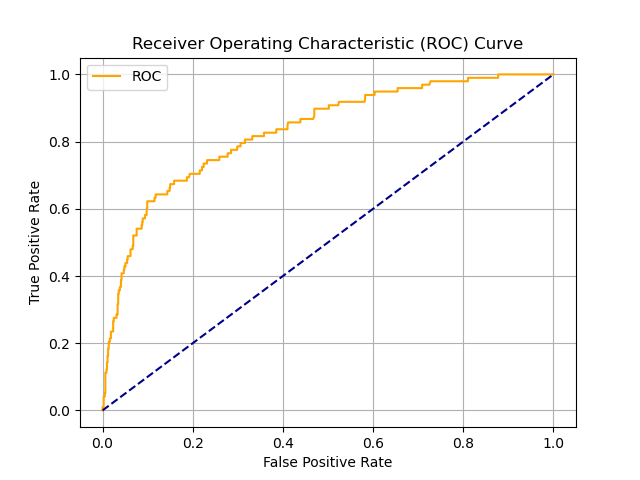 Receiver Operating Characteristic (ROC) Curve
ROC
1.0
0.8
0.6
0.4
0.2
0.0
True Positive Rate
0.0 0.2 0.4 0.6 0.8 1.0
False Positive Rate